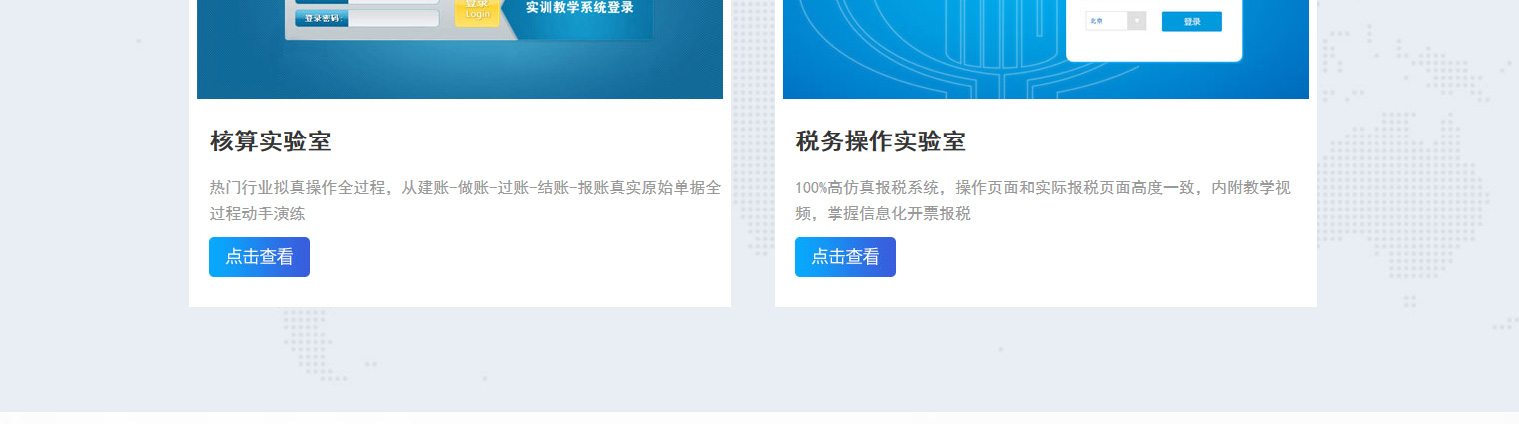 登录
Login
登录密码：
实训教学系统登录
北京
登录
核算实验室
热门行业拟真操作全过程，从建账-做账-过账-结账-报账真实原始单据全
过程动手演练
点击查看
税务操作实验室
100%高仿真报税系统，操作页面和实际报税页面高度一致，内附教学视
频，掌握信息化开票报税
点击查看